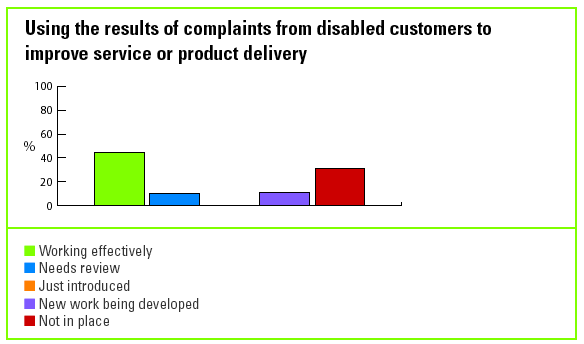 Using the results of complaints from disabled customers to
improve service or product delivery
100
80
60
%
40
20
0
Working effectively
Needs review
Just introduced
New work being developed
Not in place